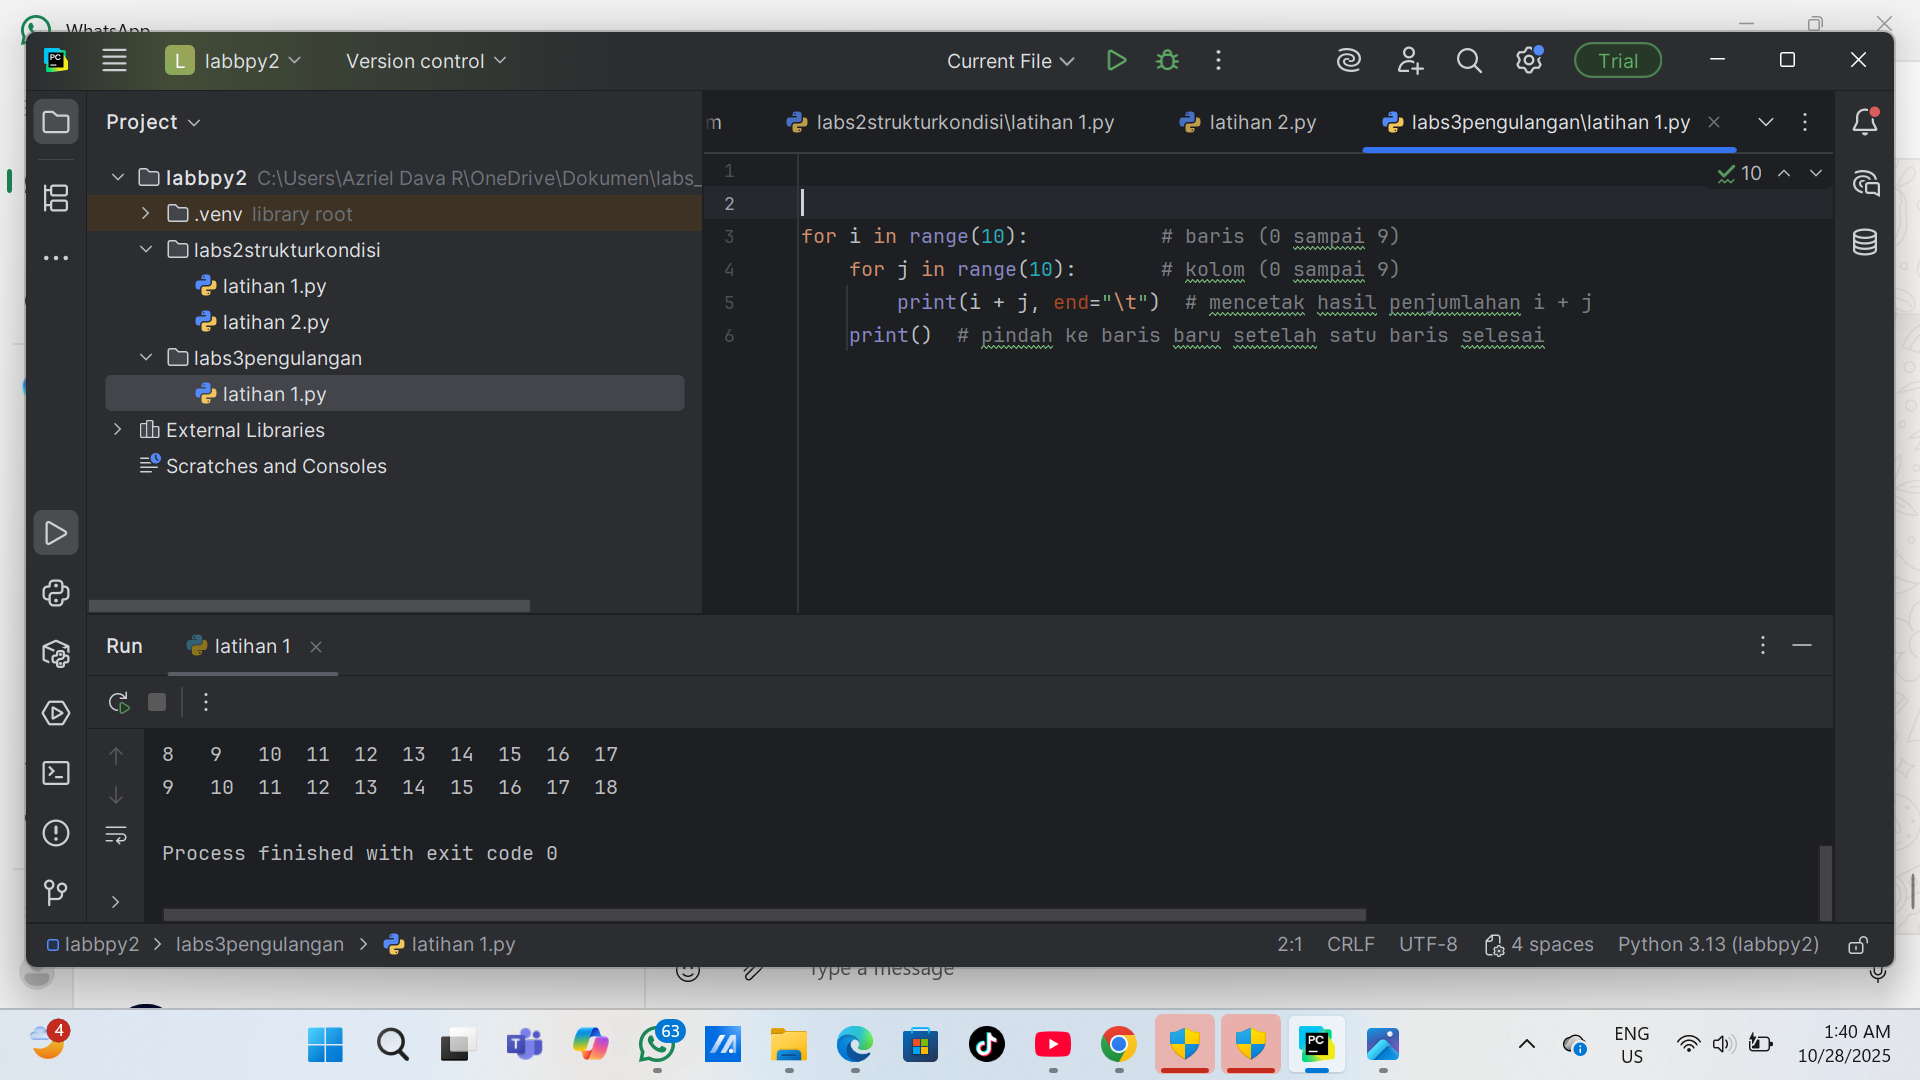 WhatsApp
PC
L labbpy2
Version control
Current File
Trial
Project
m
labs2strukturkondisi\latihan 1.py
latihan 2.py
labs3pengulangan\latihan 1.py
labbpy2 C:\Users\Azriel Dava R\OneDrive\Dokumen\labs_
.venv library root
labs2strukturkondisi
latihan 1.py
latihan 2.py
labs3pengulangan
latihan 1.py
External Libraries
Scratches and Consoles
10
1
2
3 for i in range(10):           # baris (0 sampai 9)
4     for j in range(10):       # kolom (0 sampai 9)
5         print(i + j, end="\t")  # mencetak hasil penjumlahan i + j
6     print()  # pindah ke baris baru setelah satu baris selesai
Run
latihan 1
8 9 10 11 12 13 14 15 16 17
9 10 11 12 13 14 15 16 17 18
Process finished with exit code 0
labbpy2 > labs3pengulangan > latihan 1.py
2:1 CRLF UTF-8 4 spaces Python 3.13 (labbpy2)
Type a message
4
63
PC
ENG
US
1:40 AM
10/28/2025